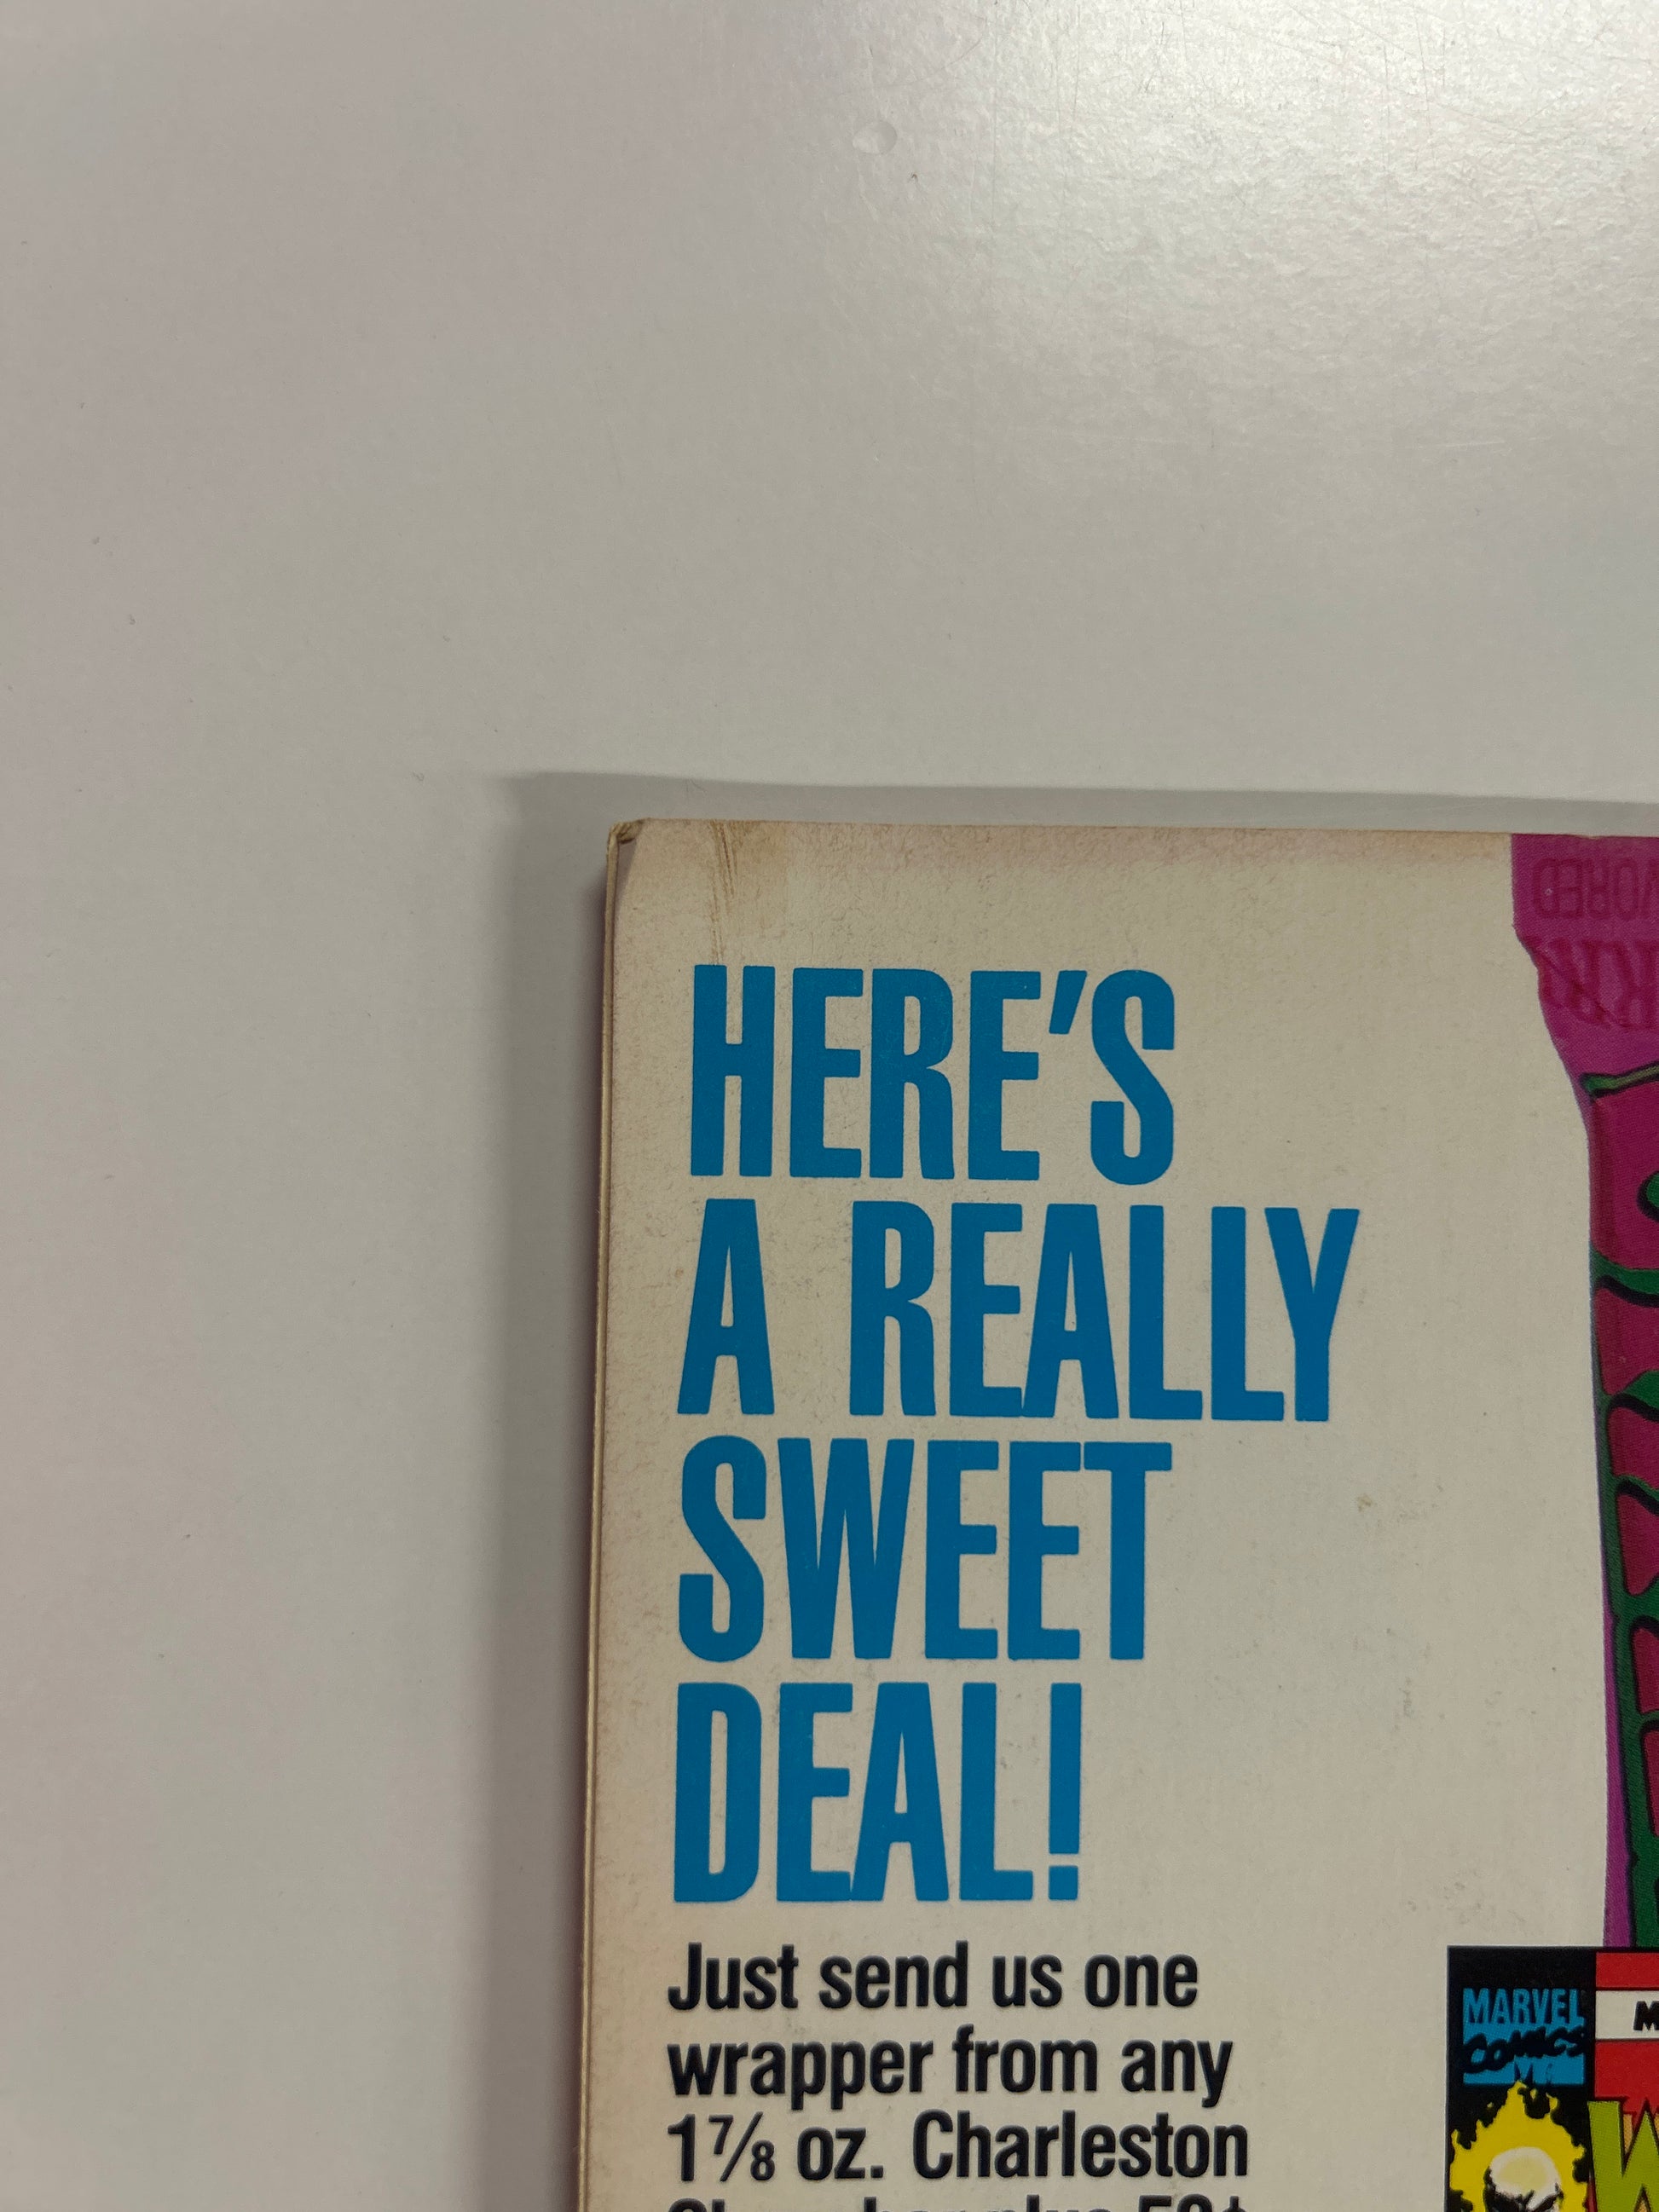 HERE'S
A REALLY
SWEET
DEAL!
Just send us one
wrapper from any
1⅞ oz. Charleston
MARVEL
COMICS